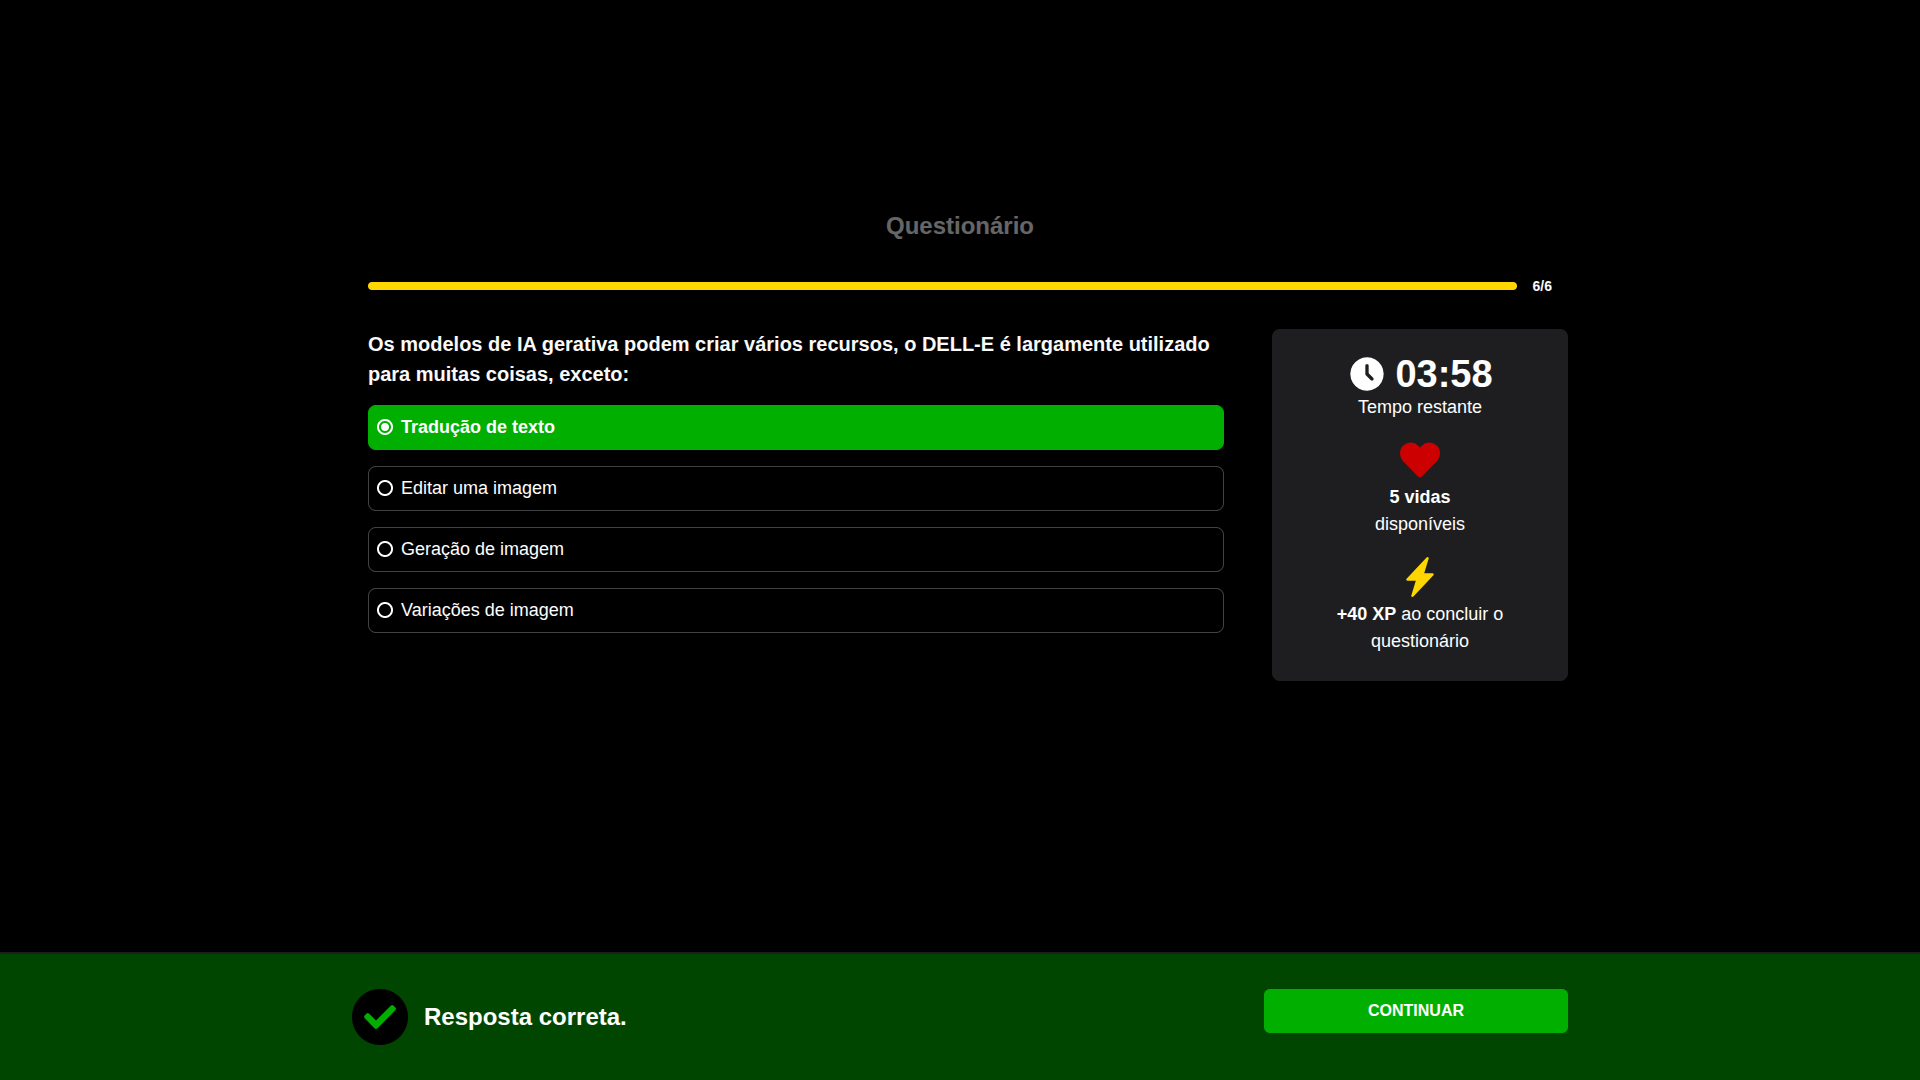 Questionário
6/6
Os modelos de IA gerativa podem criar vários recursos, o DELL-E é largamente utilizado
para muitas coisas, exceto:
Tradução de texto
Editar uma imagem
Geração de imagem
Variações de imagem
03:58
Tempo restante
5 vidas
disponíveis
+40 XP ao concluir o
questionário
Resposta correta.
CONTINUAR